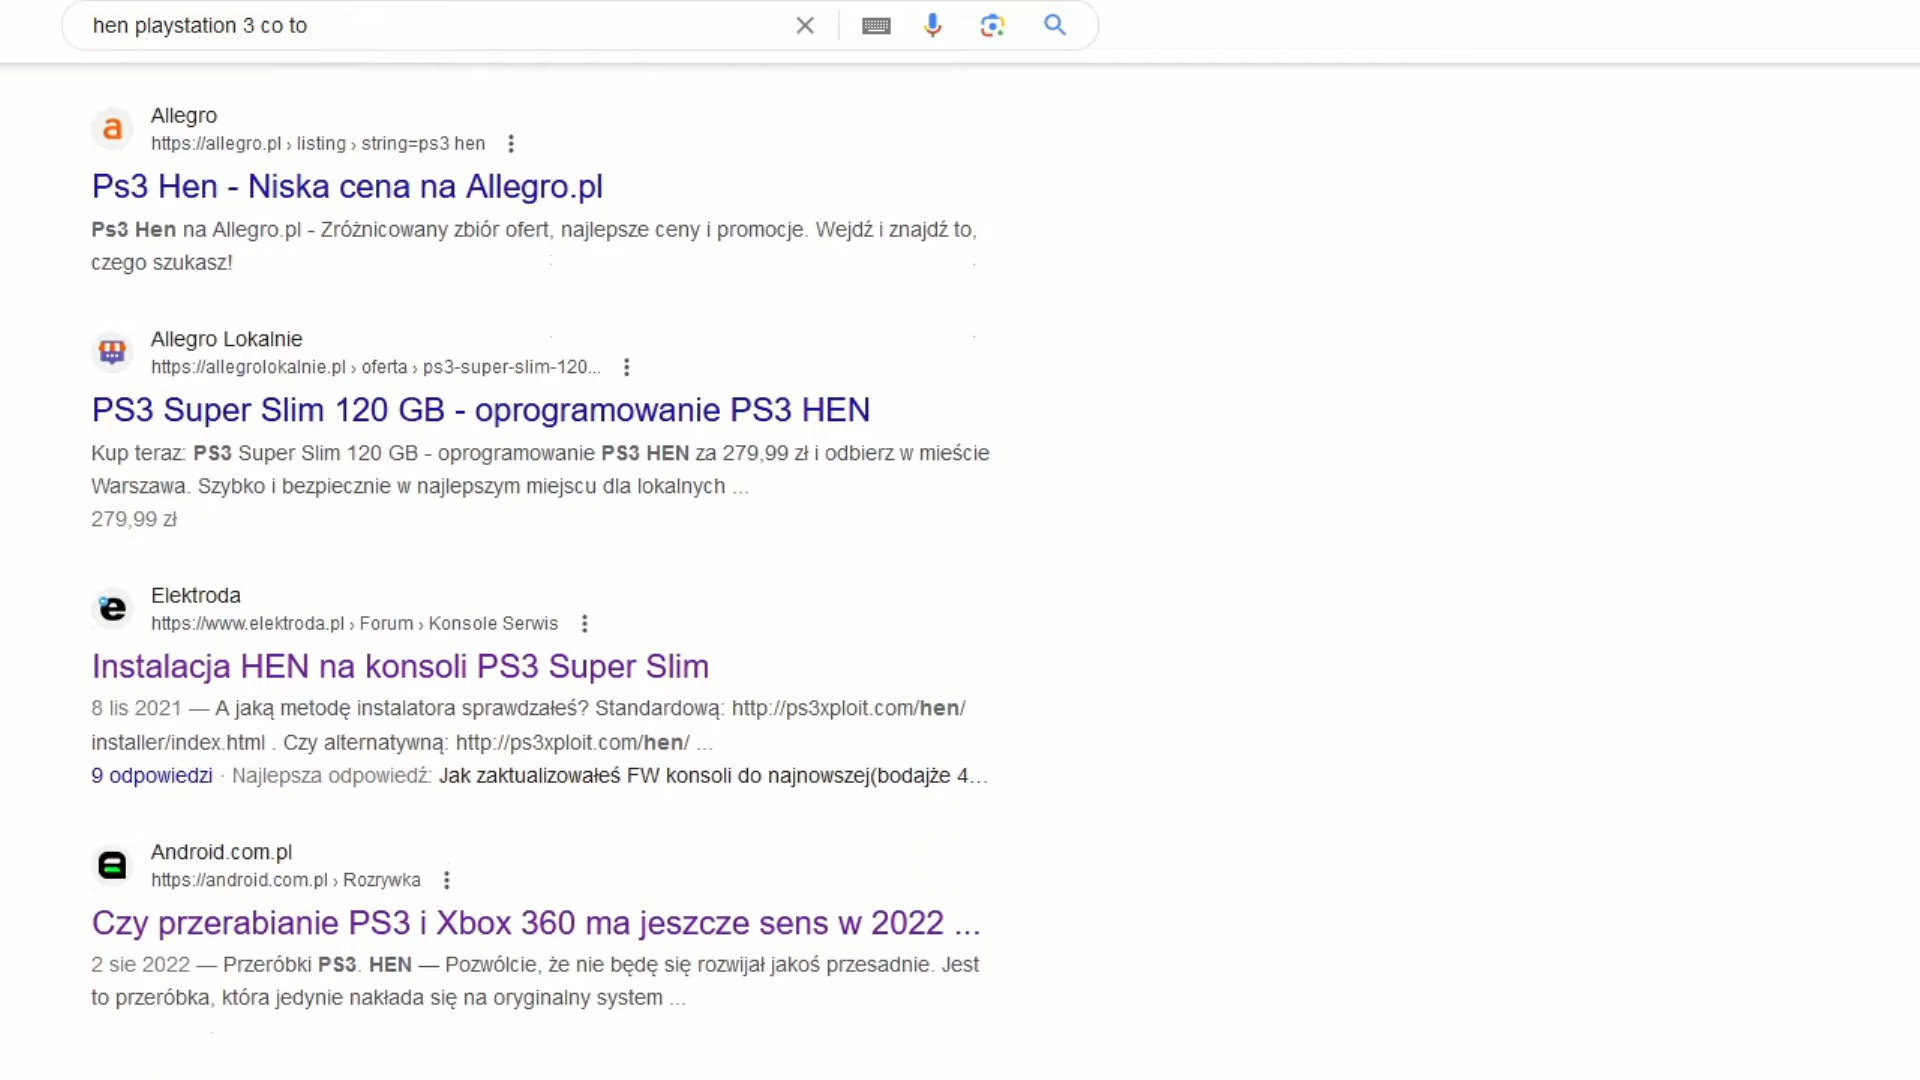 hen playstation 3 co to
Allegro
https://allegro.pl › listing › string=ps3 hen
Ps3 Hen - Niska cena na Allegro.pl
Ps3 Hen na Allegro.pl - Zróżnicowany zbiór ofert, najlepsze ceny i promocje. Wejdź i znajdź to,
czego szukasz!
Allegro Lokalnie
https://allegrolokalnie.pl › oferta › ps3-super-slim-120...
PS3 Super Slim 120 GB - oprogramowanie PS3 HEN
Kup teraz: PS3 Super Slim 120 GB - oprogramowanie PS3 HEN za 279,99 zł i odbierz w mieście
Warszawa. Szybko i bezpiecznie w najlepszym miejscu dla lokalnych ...
279,99 zł
Elektroda
https://www.elektroda.pl › Forum › Konsole Serwis
Instalacja HEN na konsoli PS3 Super Slim
8 lis 2021 — A jaką metodę instalatora sprawdzałeś? Standardową: http://ps3xploit.com/hen/
installer/index.html . Czy alternatywną: http://ps3xploit.com/hen/ ...
9 odpowiedzi · Najlepsza odpowiedź: Jak zaktualizowałeś FW konsoli do najnowszej(bodajże 4...
Android.com.pl
https://android.com.pl › Rozrywka
Czy przerabianie PS3 i Xbox 360 ma jeszcze sens w 2022 ...
2 sie 2022 — Przeróbki PS3. HEN — Pozwólcie, że nie będę się rozwijał jakoś przesadnie. Jest
to przeróbka, która jedynie nakłada się na oryginalny system ...